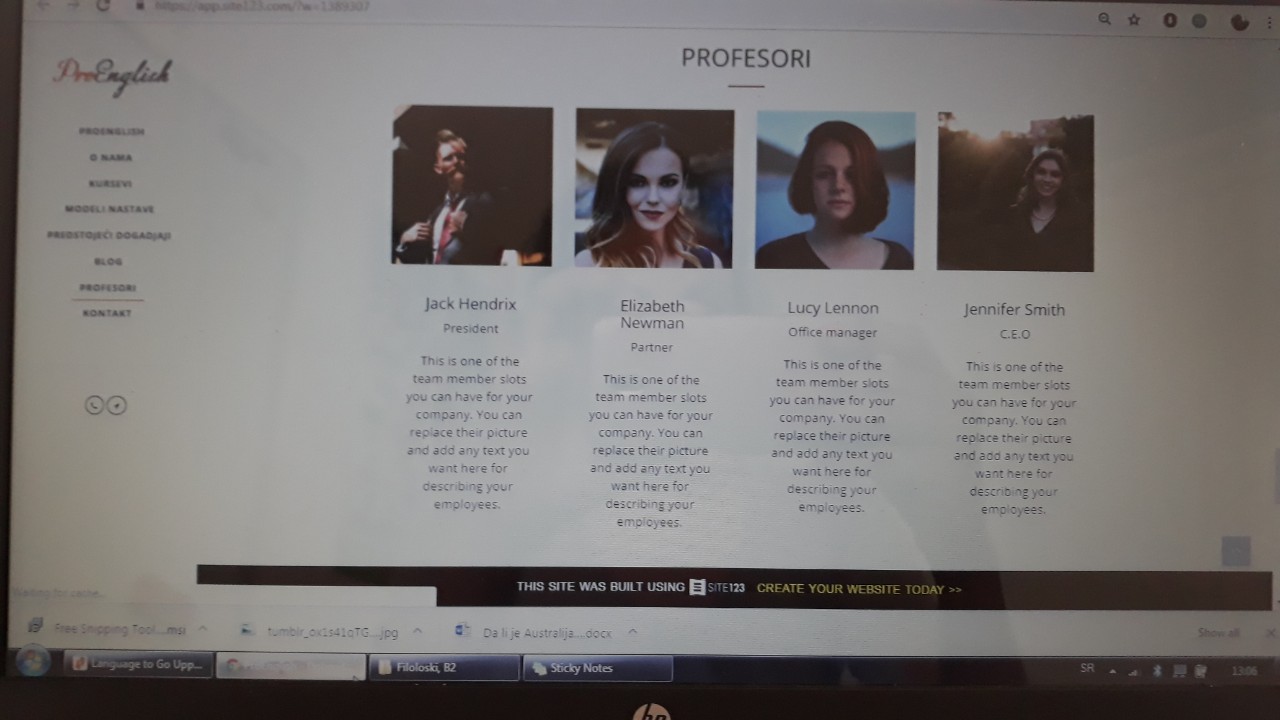 https://app.site123.com/?w=1389307
ProEnglish
PROENGLISH
O NAMA
KURSEVI
MODELI NASTAVE
PREDSTOJEĆI DOGADJAJI
BLOG
PROFESORI
KONTAKT
PROFESORI
Jack Hendrix
President
This is one of the
team member slots
you can have for your
company. You can
replace their picture
and add any text you
want here for
describing your
employees.
Elizabeth
Newman
Partner
This is one of the
team member slots
you can have for your
company. You can
replace their picture
and add any text you
want here for
describing your
employees.
Lucy Lennon
Office manager
This is one of the
team member slots
you can have for your
company. You can
replace their picture
and add any text you
want here for
describing your
employees.
Jennifer Smith
C.E.O
This is one of the
team member slots
you can have for your
company. You can
replace their picture
and add any text you
want here for
describing your
employees.
THIS SITE WAS BUILT USING SITE123 CREATE YOUR WEBSITE TODAY >>
Waiting for cache...
Free Snipping Tool....msi
tumblr_ox1s41qTG...jpg
Da li je Australija....docx
Show all
Language to Go Upp...
Filoloski, B2
Sticky Notes
SR
13:06
hp